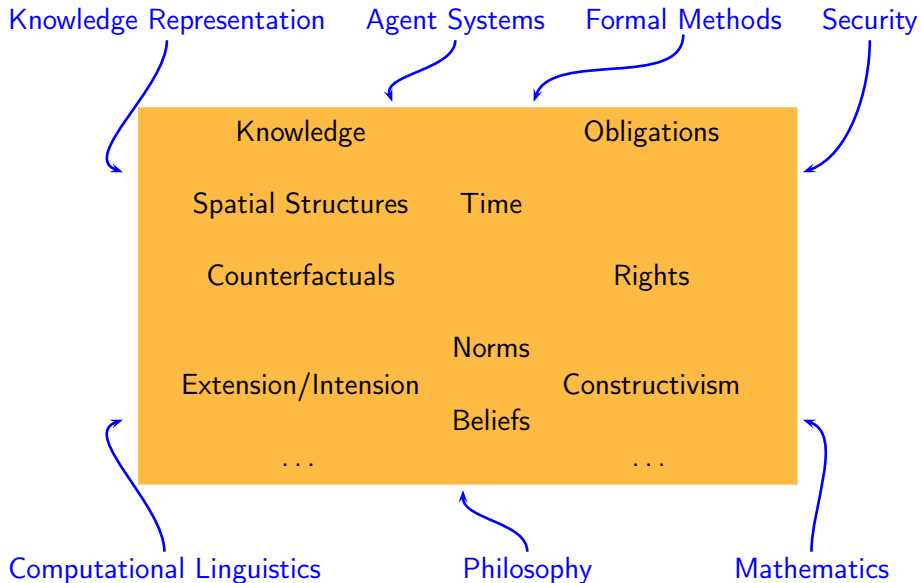 Knowledge Representation Agent Systems Formal Methods Security
Knowledge Obligations
Spatial Structures Time
Counterfactuals Rights
Norms
Extension/Intension Constructivism
Beliefs
... ...
Computational Linguistics Philosophy Mathematics